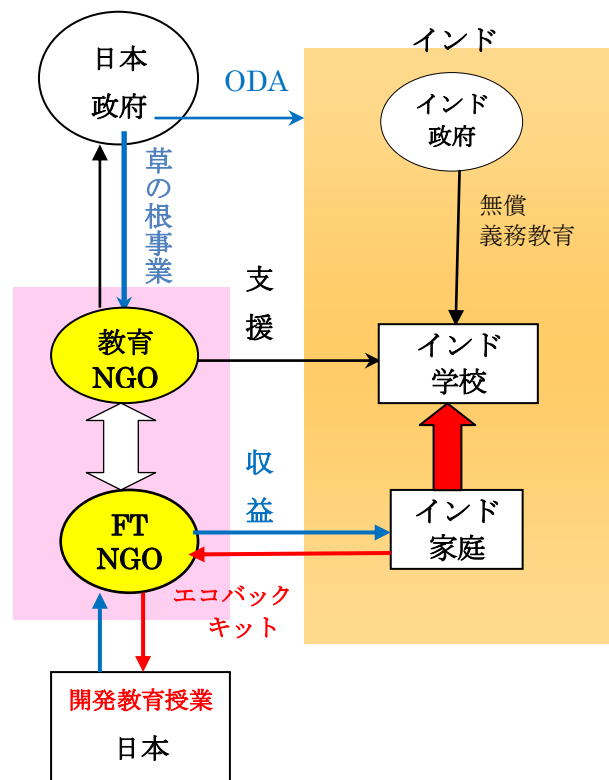 日本
政府
ODA
インド
インド
政府
草の根事業
無償
義務教育
支援
教育
NGO
インド
学校
収益
FT
NGO
インド
家庭
エコバック
キット
開発教育授業
日本